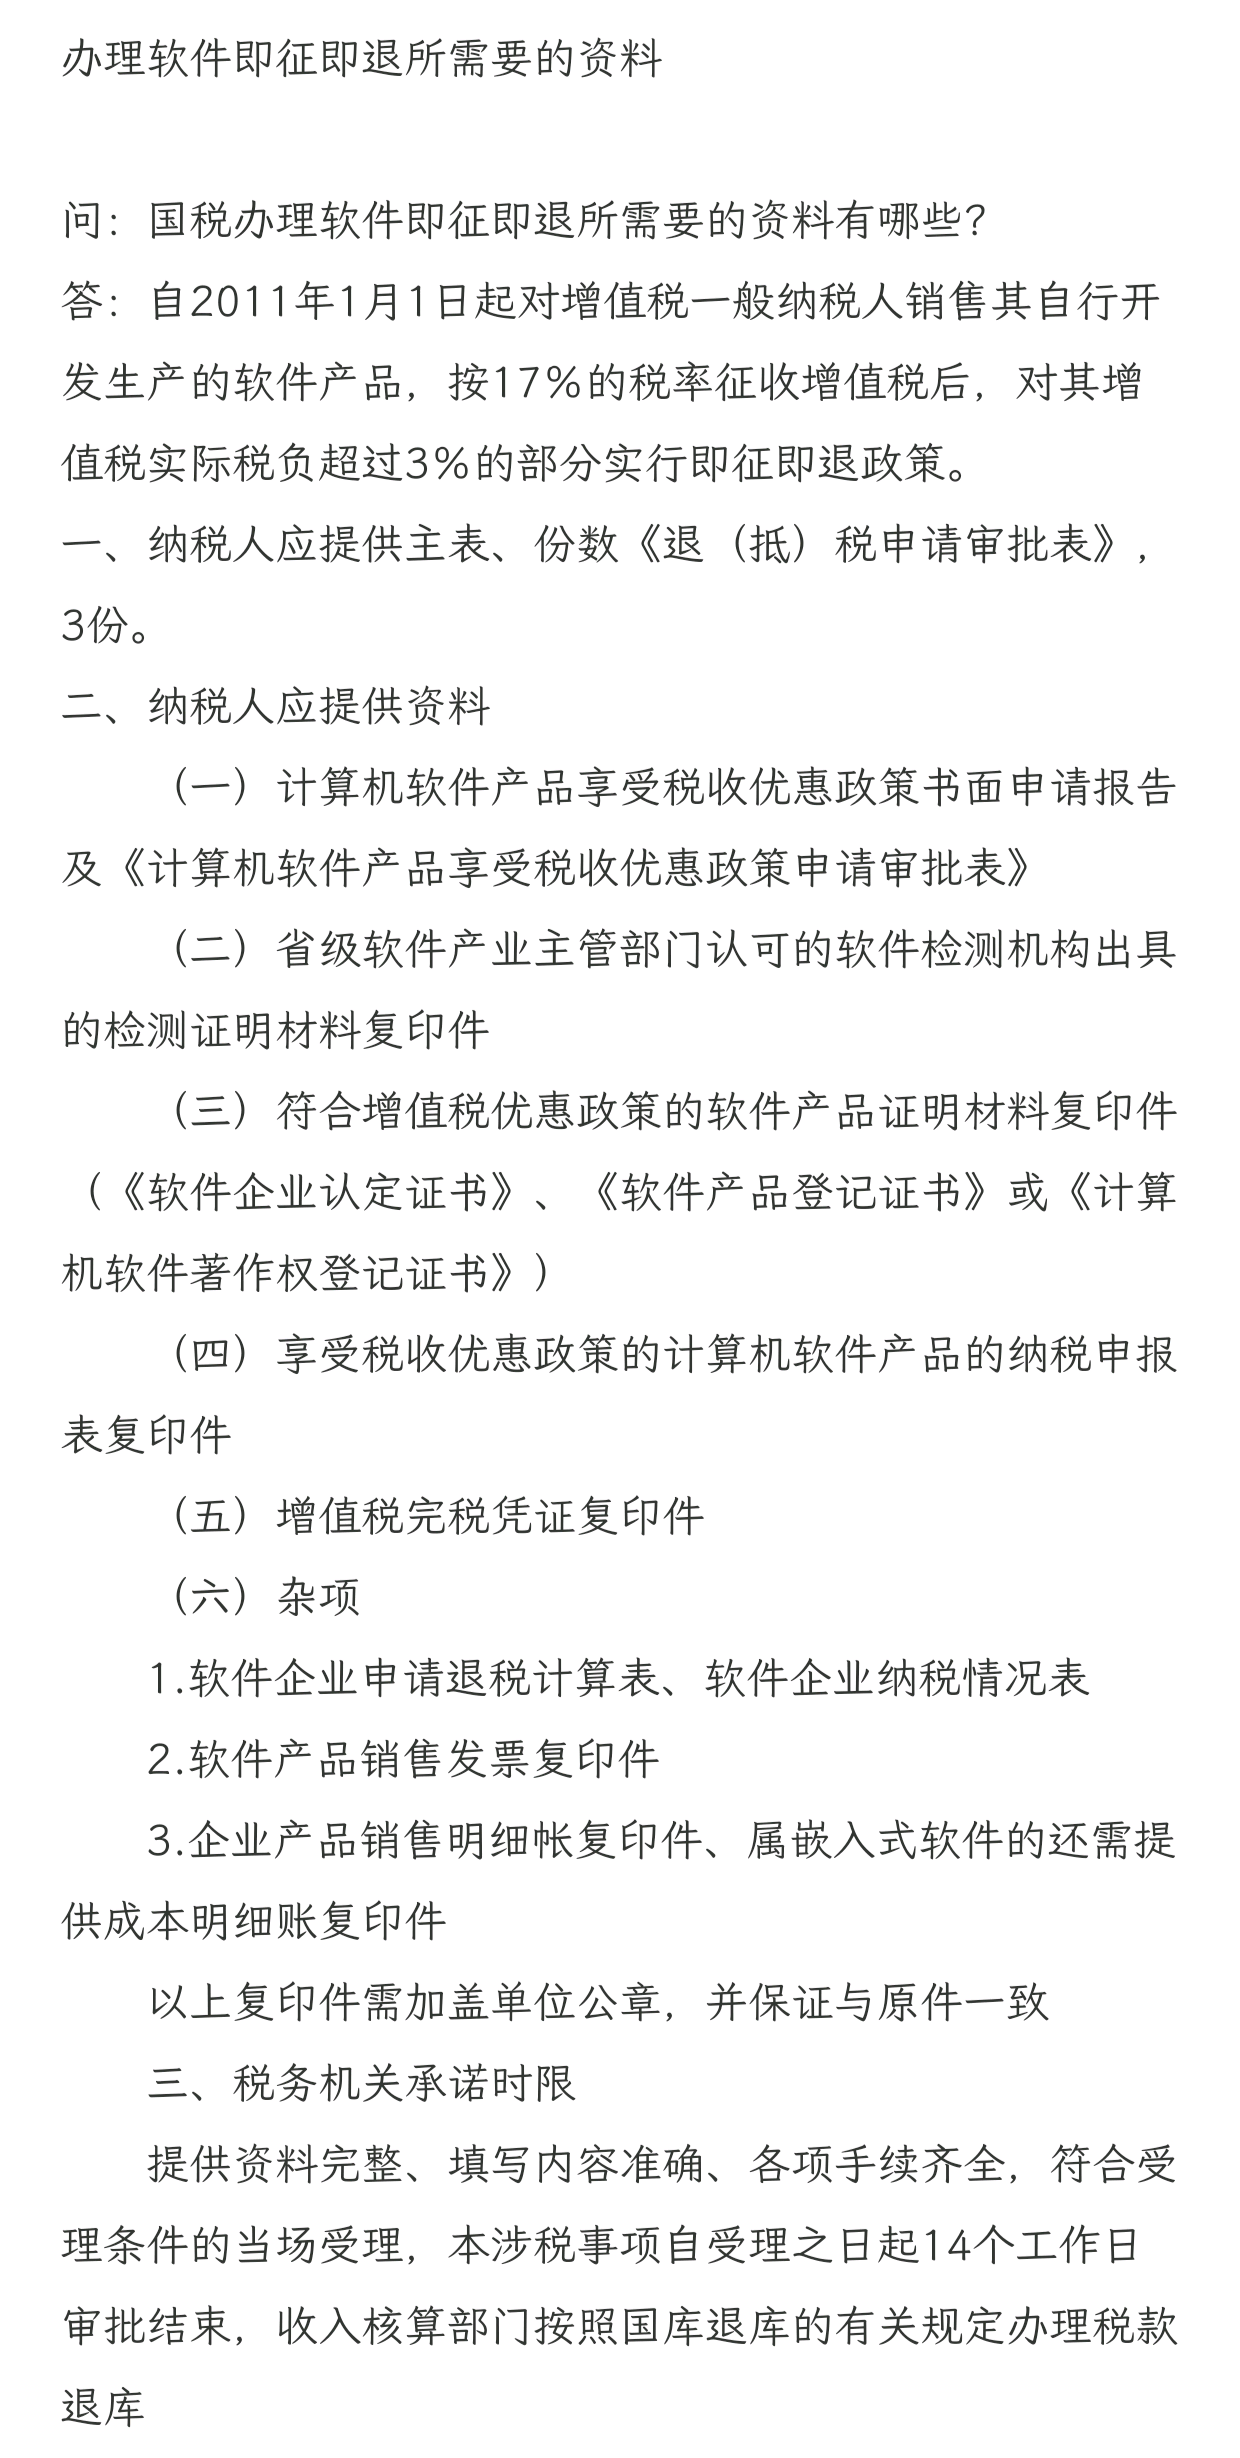 办理软件即征即退所需要的资料
问：国税办理软件即征即退所需要的资料有哪些？
答：自2011年1月1日起对增值税一般纳税人销售其自行开
发生产的软件产品，按17%的税率征收增值税后，对其增
值税实际税负超过3%的部分实行即征即退政策。
一、纳税人应提供主表、份数《退（抵）税申请审批表》，
3份。
二、纳税人应提供资料
（一）计算机软件产品享受税收优惠政策书面申请报告
及《计算机软件产品享受税收优惠政策申请审批表》
（二）省级软件产业主管部门认可的软件检测机构出具
的检测证明材料复印件
（三）符合增值税优惠政策的软件产品证明材料复印件
（《软件企业认定证书》、《软件产品登记证书》或《计算
机软件著作权登记证书》）
（四）享受税收优惠政策的计算机软件产品的纳税申报
表复印件
（五）增值税完税凭证复印件
（六）杂项
1.软件企业申请退税计算表、软件企业纳税情况表
2.软件产品销售发票复印件
3.企业产品销售明细帐复印件、属嵌入式软件的还需提
供成本明细账复印件
以上复印件需加盖单位公章，并保证与原件一致
三、税务机关承诺时限
提供资料完整、填写内容准确、各项手续齐全，符合受
理条件的当场受理，本涉税事项自受理之日起14个工作日
审批结束，收入核算部门按照国库退库的有关规定办理税款
退库